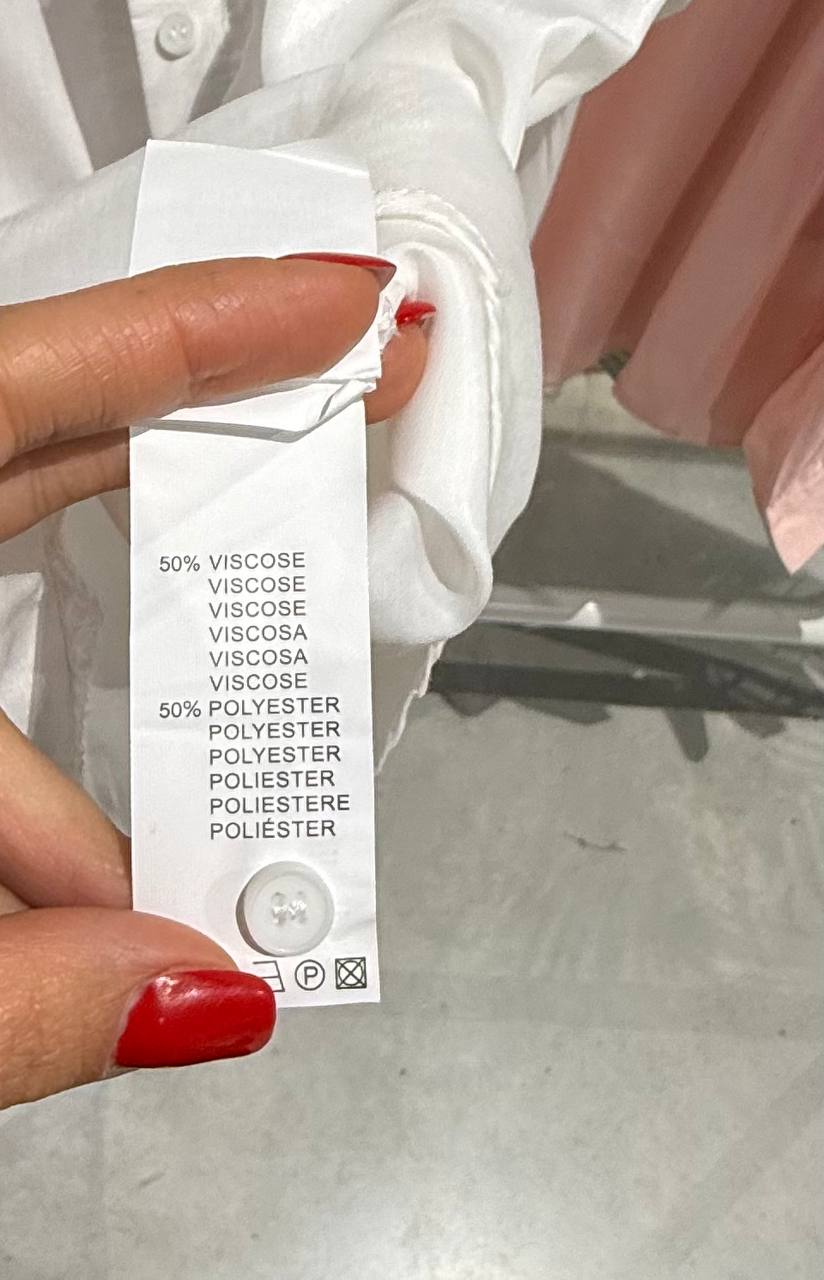 50% VISCOSE
VISCOSE
VISCOSE
VISCOSA
VISCOSA
VISCOSE
50% POLYESTER
POLYESTER
POLYESTER
POLIESTER
POLIESTERE
POLIÉSTER
P